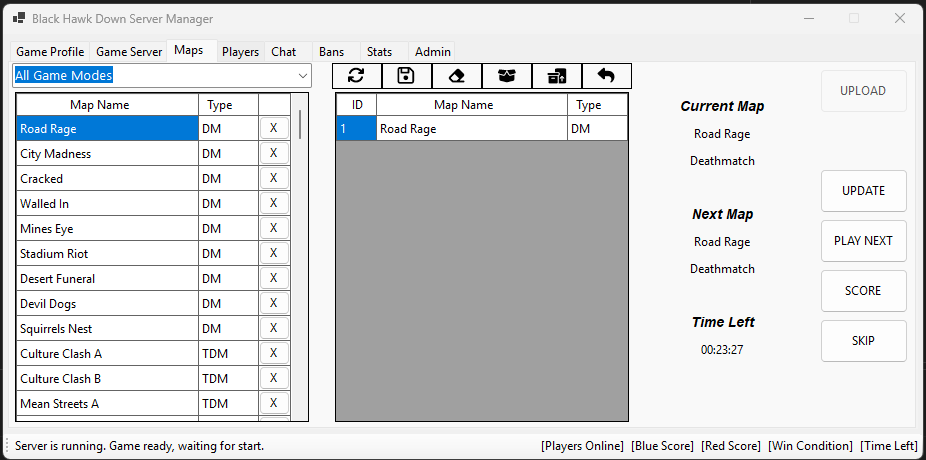 Black Hawk Down Server Manager
Game Profile Game Server Maps Players Chat Bans Stats Admin
All Game Modes
Map Name Type
Road Rage DM X
City Madness DM X
Cracked DM X
Walled In DM X
Mines Eye DM X
Stadium Riot DM X
Desert Funeral DM X
Devil Dogs DM X
Squirrels Nest DM X
Culture Clash A TDM X
Culture Clash B TDM X
Mean Streets A TDM X
ID Map Name Type
1 Road Rage DM
Current Map
Road Rage
Deathmatch
Next Map
Road Rage
Deathmatch
Time Left
00:23:27
UPLOAD
UPDATE
PLAY NEXT
SCORE
SKIP
Server is running. Game ready, waiting for start.
[Players Online] [Blue Score] [Red Score] [Win Condition] [Time Left]